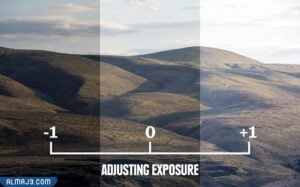 -1 0 +1
ADJUSTING EXPOSURE
ALMAJ3.COM